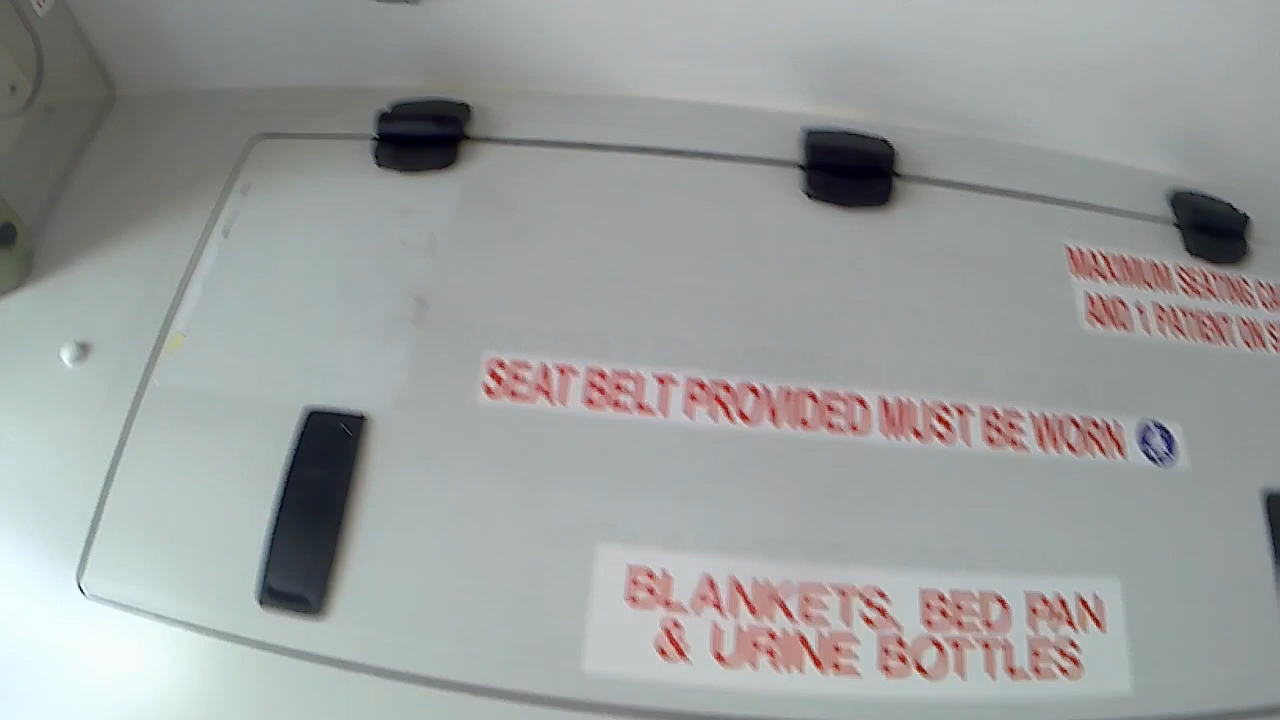 MAXIMUM SEATING
AND 1 PATIENT ON
SEAT BELT PROVIDED MUST BE WORN
BLANKETS, BED PAN
& URINE BOTTLES